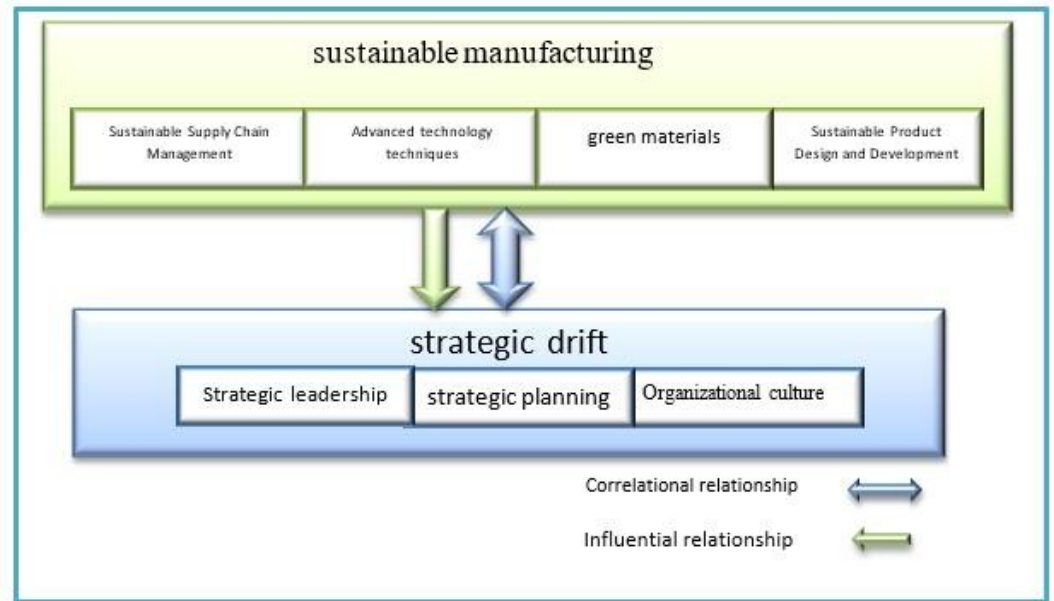 sustainable manufacturing
Sustainable Supply Chain
Management
Advanced technology
techniques
green materials
Sustainable Product
Design and Development
strategic drift
Strategic leadership
strategic planning
Organizational culture
Correlational relationship
Influential relationship